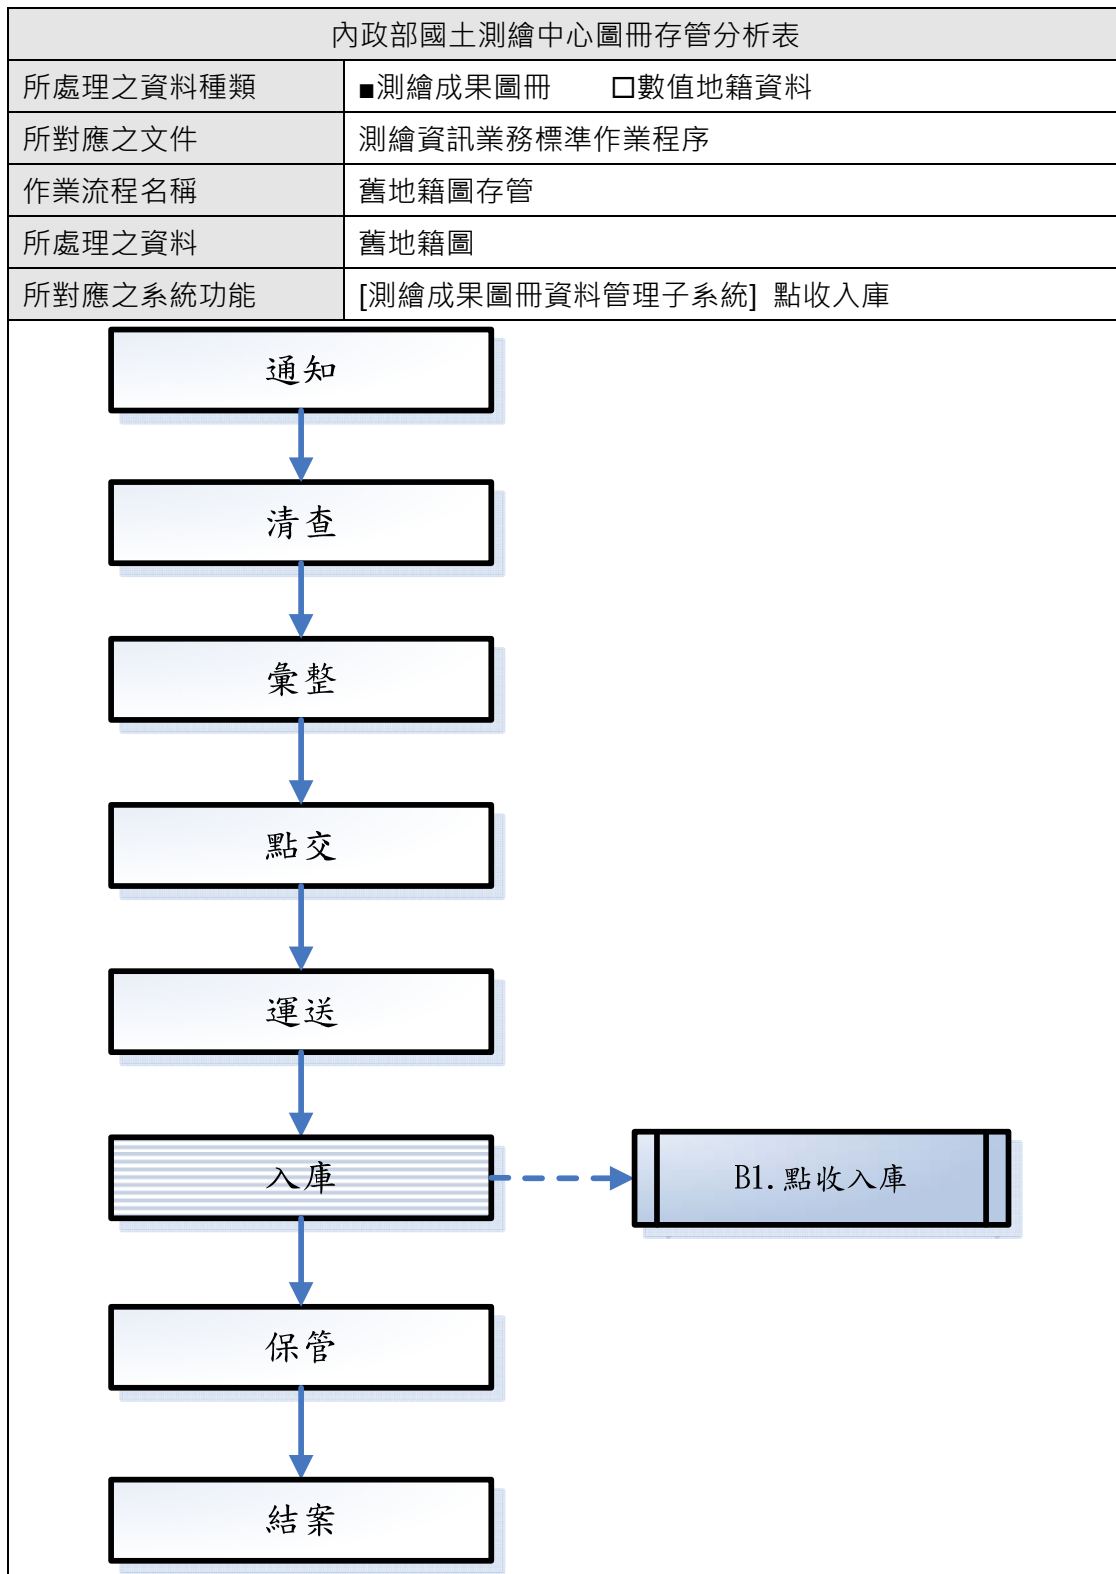 內政部國土測繪中心圖冊存管分析表
所處理之資料種類 ■測繪成果圖冊 □數值地籍資料
所對應之文件 測繪資訊業務標準作業程序
作業流程名稱 舊地籍圖存管
所處理之資料 舊地籍圖
所對應之系統功能 [測繪成果圖冊資料管理子系統] 點收入庫
通知
清查
彙整
點交
運送
入庫 B1.點收入庫
保管
結案